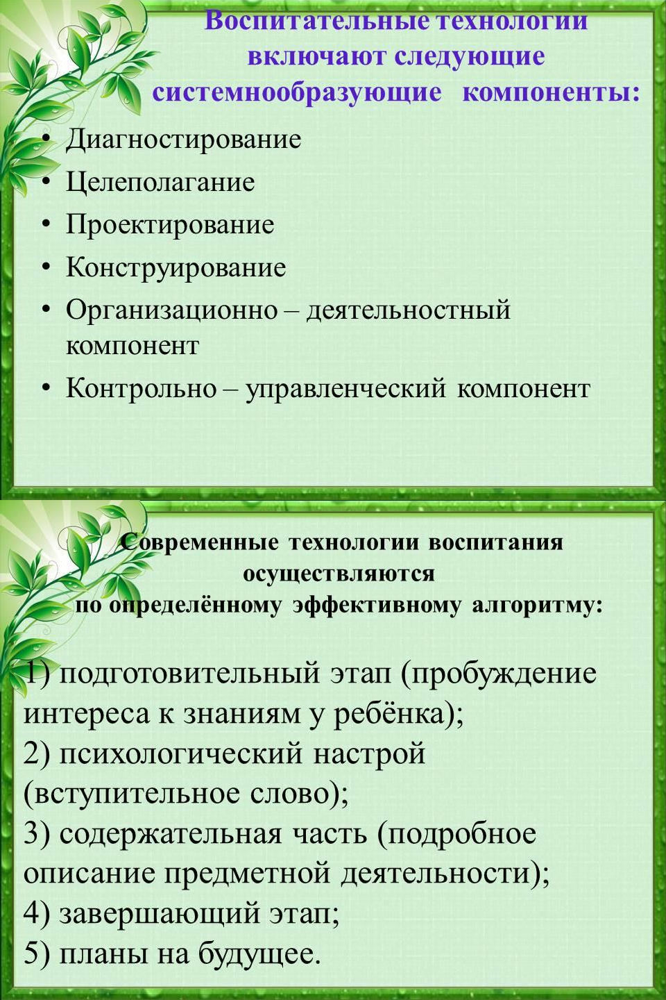 Воспитательные технологии
включают следующие
системнообразующие компоненты:
• Диагностирование
• Целеполагание
• Проектирование
• Конструирование
• Организационно – деятельностный
компонент
• Контрольно – управленческий компонент
Современные технологии воспитания
осуществляются
по определённому эффективному алгоритму:
1) подготовительный этап (пробуждение
интереса к знаниям у ребёнка);
2) психологический настрой
(вступительное слово);
3) содержательная часть (подробное
описание предметной деятельности);
4) завершающий этап;
5) планы на будущее.